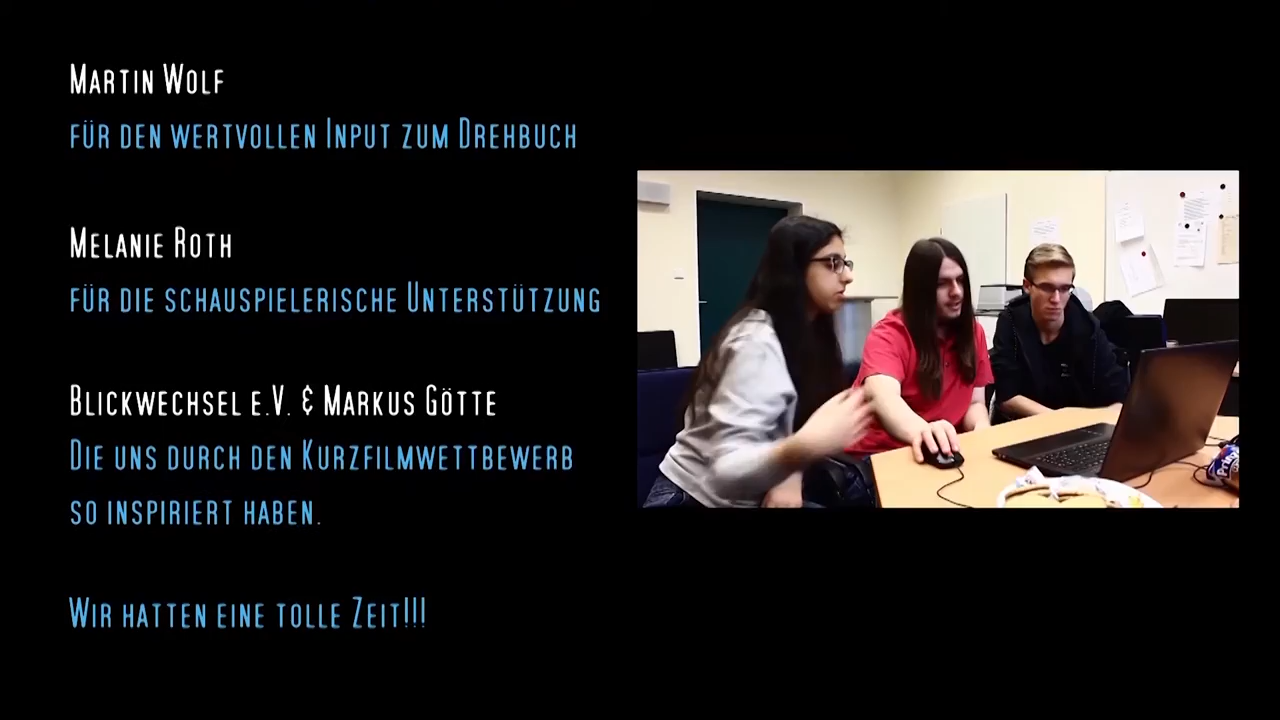 Martin Wolf
für den wertvollen Input zum Drehbuch
Melanie Roth
für die schauspielerische Unterstützung
Blickwechsel e.V. & Markus Götte
Die uns durch den Kurzfilmwettbewerb
so inspiriert haben.
Wir hatten eine tolle Zeit!!!